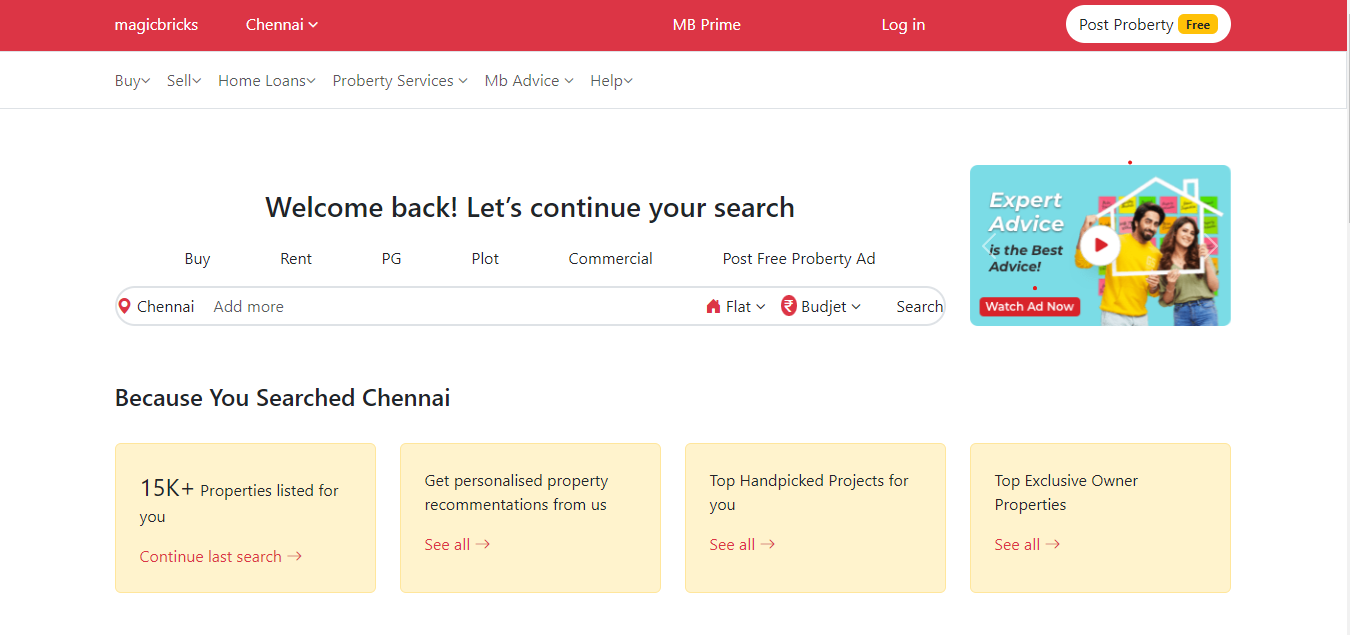 magicbricks Chennai MB Prime Log in Post Proberty Free
Buy Sell Home Loans Property Services Mb Advice Help
Welcome back! Let’s continue your search
Buy Rent PG Plot Commercial Post Free Property Ad
Chennai Add more Flat Budjet Search
Expert
Advice
is the Best
Advice!
Watch Ad Now
Because You Searched Chennai
15K+ Properties listed for
you
Continue last search
Get personalised property
recommentations from us
See all
Top Handpicked Projects for
you
See all
Top Exclusive Owner
Properties
See all